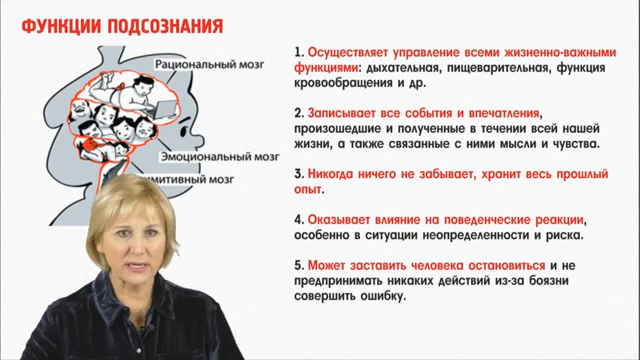 ФУНКЦИИ ПОДСОЗНАНИЯ
Рациональный мозг
Эмоциональный мозг
имитивный мозг
1. Осуществляет управление всеми жизненно-важными
функциями: дыхательная, пищеварительная, функция
кровообращения и др.
2. Записывает все события и впечатления,
произошедшие и полученные в течении всей нашей
жизни, а также связанные с ними мысли и чувства.
3. Никогда ничего не забывает, хранит весь прошлый
опыт.
4. Оказывает влияние на поведенческие реакции,
особенно в ситуации неопределенности и риска.
5. Может заставить человека остановиться и не
предпринимать никаких действий из-за боязни
совершить ошибку.